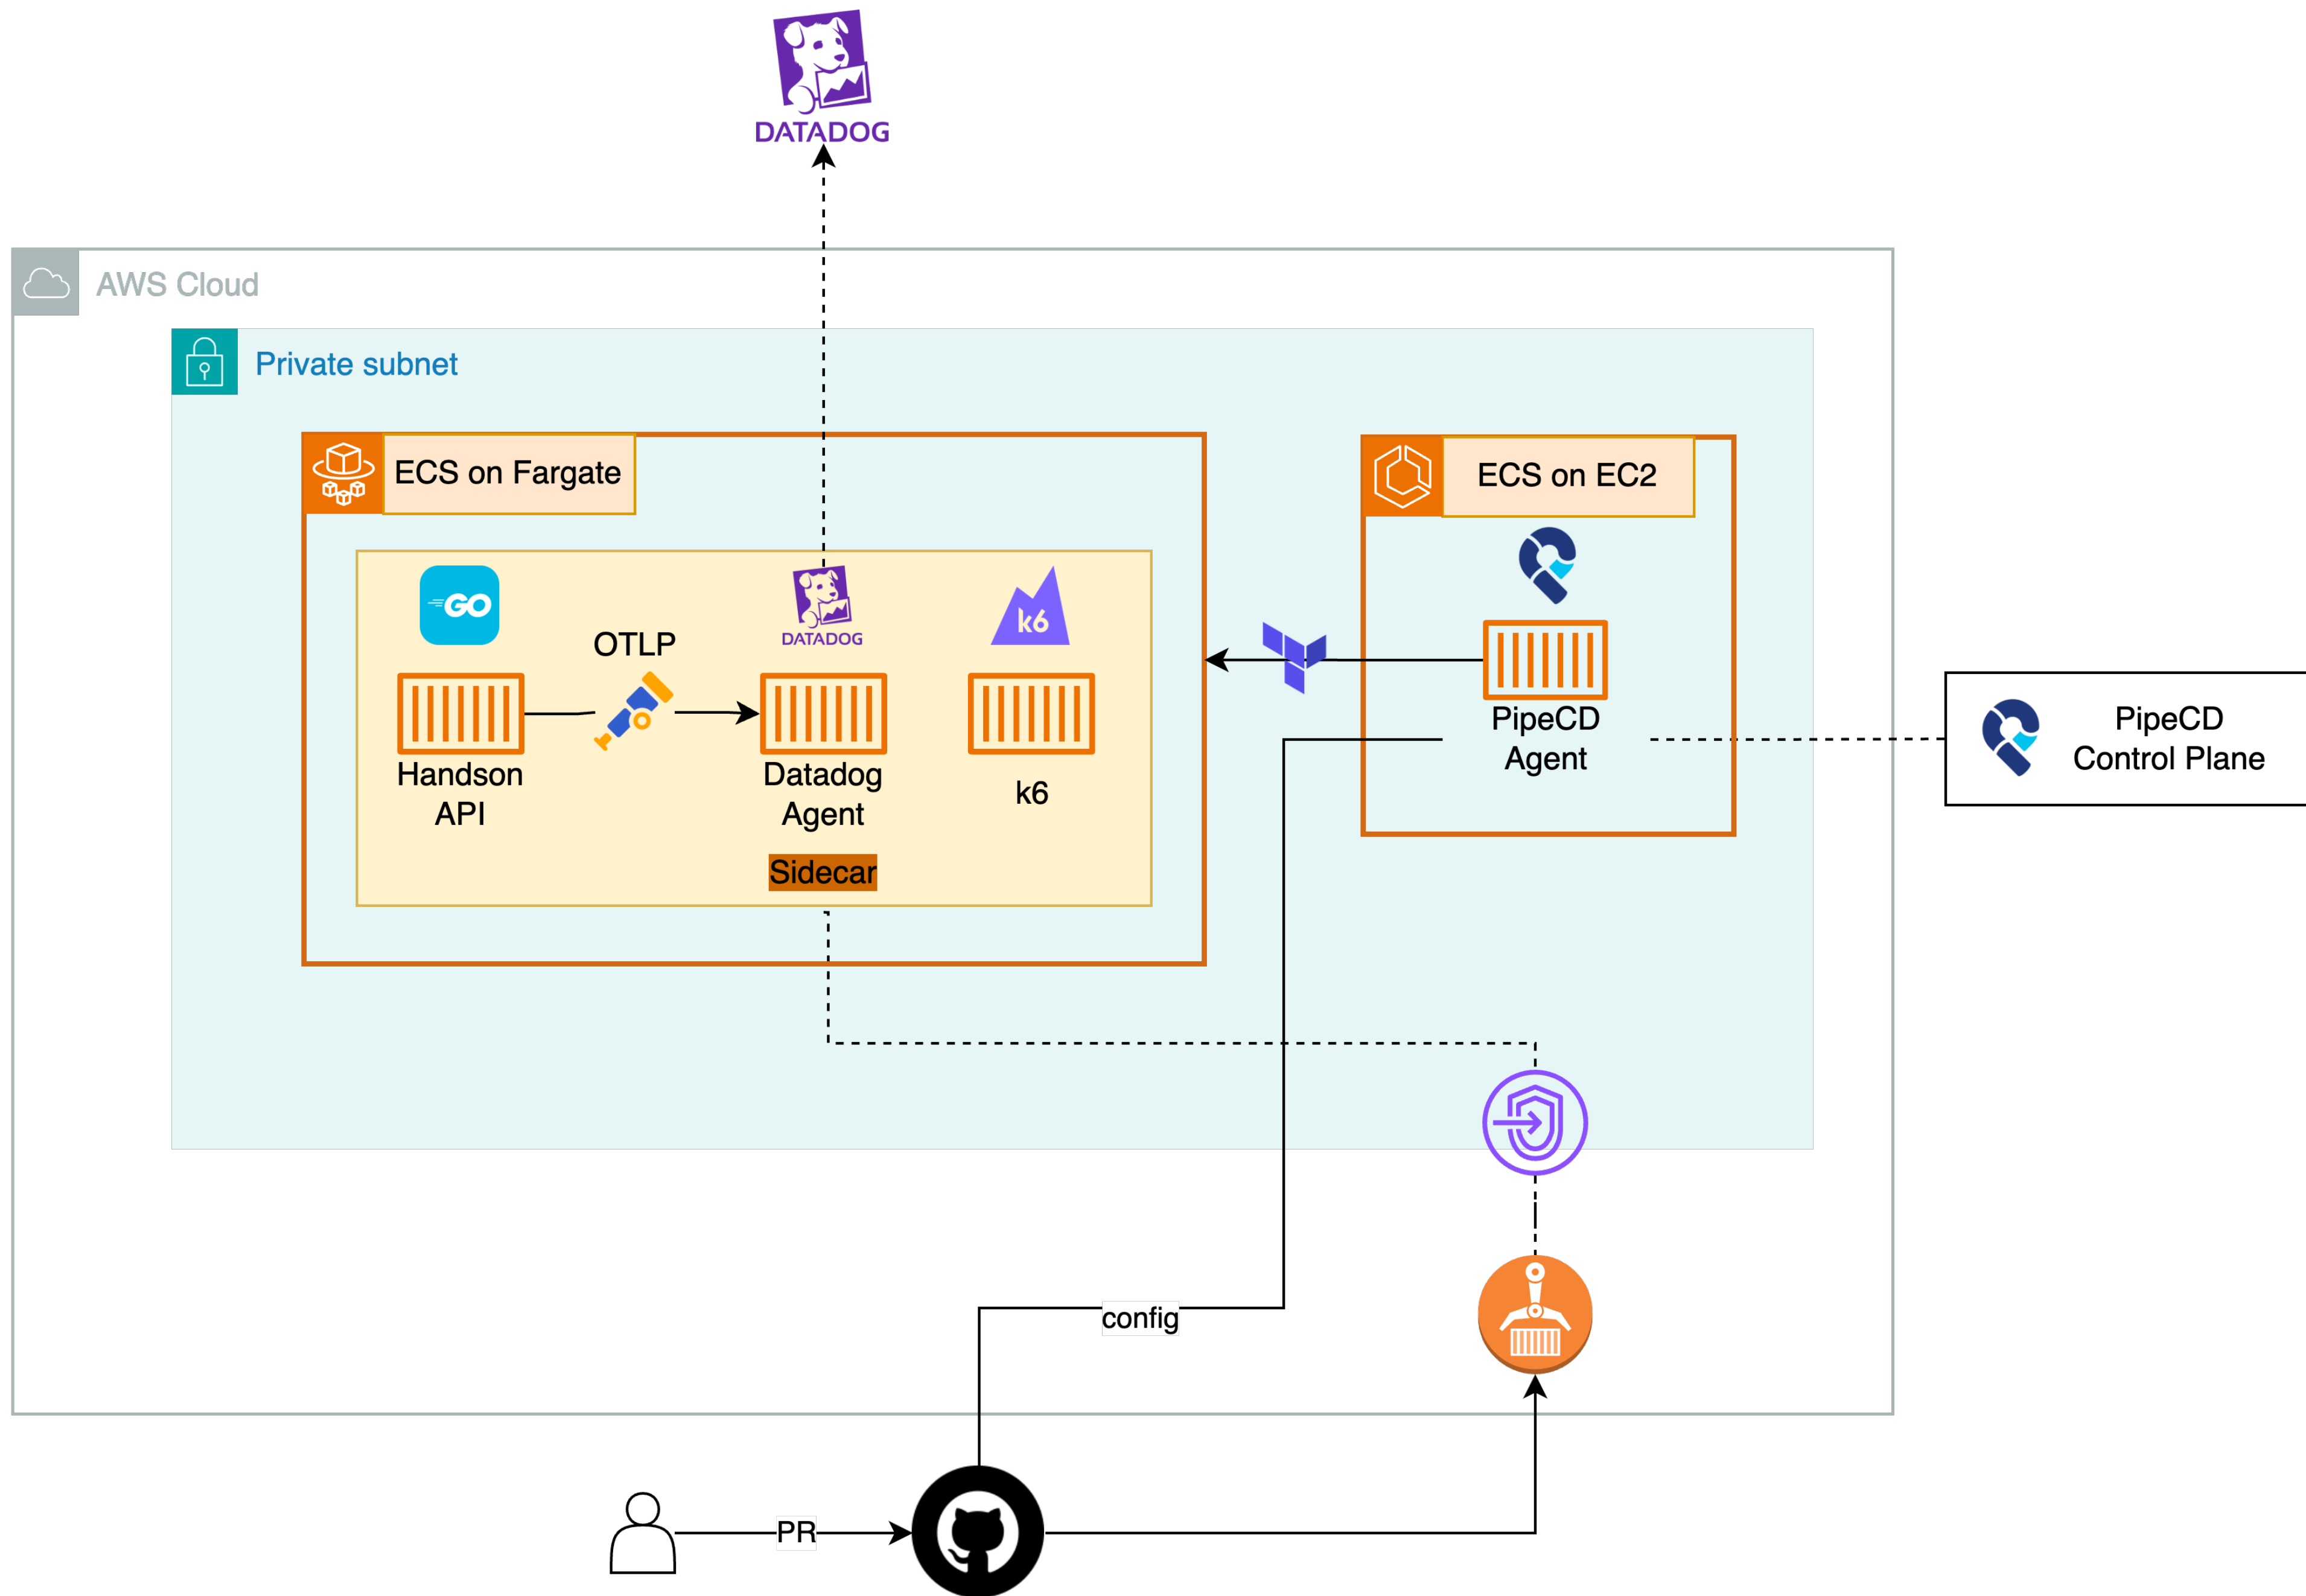 DATADOG
AWS Cloud
Private subnet
ECS on Fargate
ECS on EC2
GO
OTLP
DATADOG
k6
Handson
API
Datadog
Agent
k6
Sidecar
PipeCD
Agent
PipeCD
Control Plane
config
PR